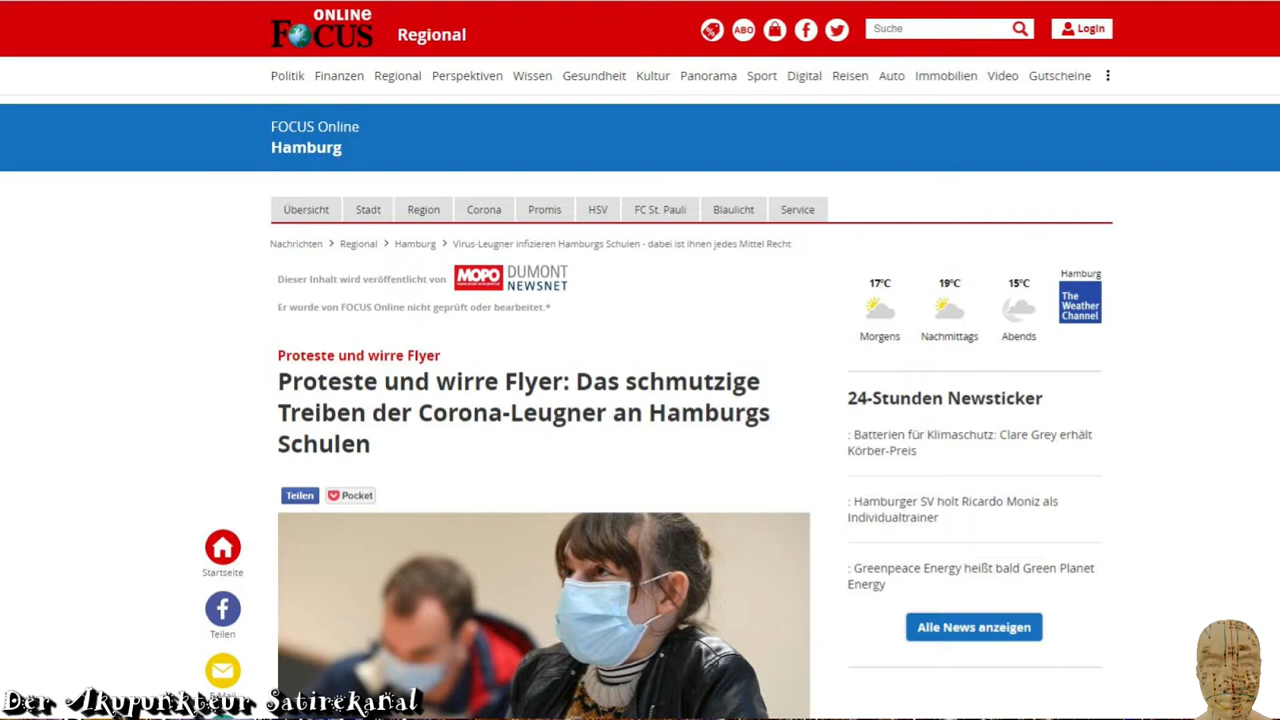 ONLINE
FOCUS
Regional
%
ABO
Suche
Login
Politik Finanzen Regional Perspektiven Wissen Gesundheit Kultur Panorama Sport Digital Reisen Auto Immobilien Video Gutscheine
FOCUS Online
Hamburg
Übersicht Stadt Region Corona Promis HSV FC St. Pauli Blaulicht Service
Nachrichten > Regional > Hamburg > Virus-Leugner infizieren Hamburgs Schulen - dabei ist ihnen jedes Mittel Recht
Dieser Inhalt wird veröffentlicht von MOPO DUMONT NEWSNET
Er wurde von FOCUS Online nicht geprüft oder bearbeitet.*
Proteste und wirre Flyer
Proteste und wirre Flyer: Das schmutzige
Treiben der Corona-Leugner an Hamburgs
Schulen
Teilen Pocket
Startseite
Teilen
E-Mail
Hamburg
17°C 19°C 15°C
The
Weather
Channel
Morgens Nachmittags Abends
24-Stunden Newsticker
: Batterien für Klimaschutz: Clare Grey erhält
Körber-Preis
: Hamburger SV holt Ricardo Moniz als
Individualtrainer
: Greenpeace Energy heißt bald Green Planet
Energy
Alle News anzeigen
Der Akupunkteur Satirekanal